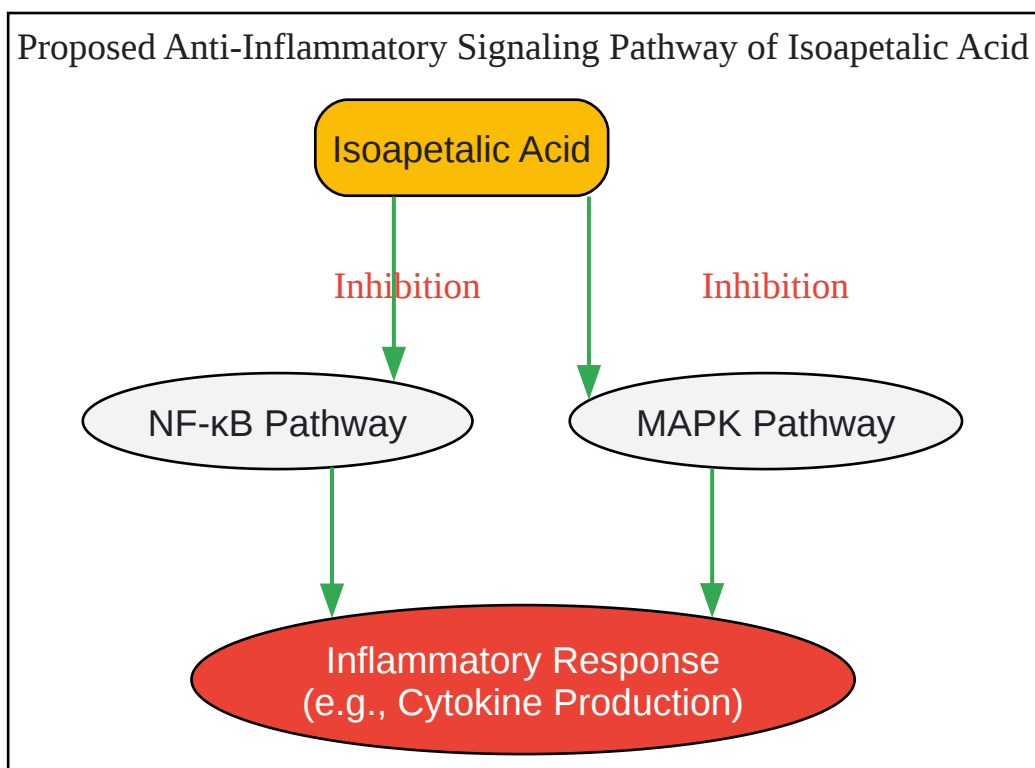 Proposed Anti-Inflammatory Signaling Pathway of Isoapetalic Acid
Isoapetalic Acid
Inhibition
Inhibition
NF-κB Pathway
MAPK Pathway
Inflammatory Response
(e.g., Cytokine Production)